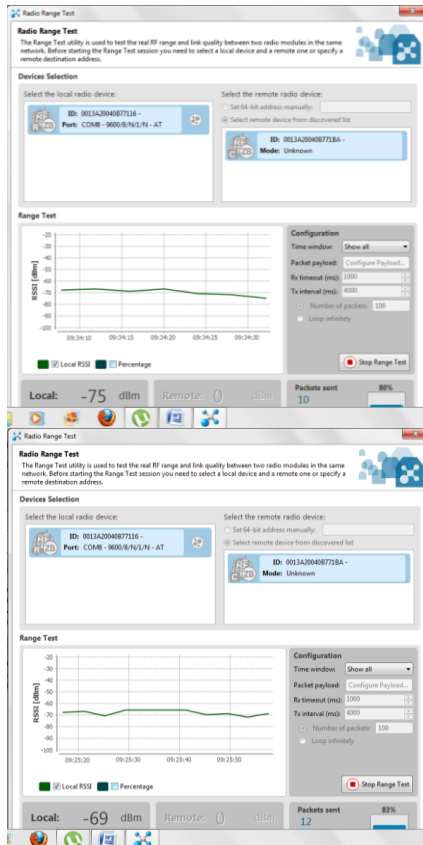 Radio Range Test
Radio Range Test
The Range Test utility is used to test the real RF range and link quality between two radio modules in the same
network. Before starting the Range Test session you need to select a local device and a remote one or specify a
remote destination address.
Devices Selection
Select the local radio device:
ID: 0013A20040B77116 -
Port: COM8 - 9600/8/N/1/N - AT
Select the remote radio device:
Set 64-bit address manually:
Select remote device from discovered list
ID: 0013A20040B771BA -
Mode: Unknown
Range Test
RSSI [dBm]
-20
-30
-40
-50
-60
-70
-80
-90
-100
09:34:10 09:34:15 09:34:20 09:34:25 09:34:30
Local RSSI Percentage
Configuration
Time window: Show all
Packet payload: Configure Payload...
Rx timeout (ms): 1000
Tx interval (ms): 4000
Number of packets: 100
Loop infinitely
Stop Range Test
Local: -75 dBm
Remote: 0 dBm
Packets sent 80%
10
Radio Range Test
Radio Range Test
The Range Test utility is used to test the real RF range and link quality between two radio modules in the same
network. Before starting the Range Test session you need to select a local device and a remote one or specify a
remote destination address.
Devices Selection
Select the local radio device:
ID: 0013A20040B77116 -
Port: COM8 - 9600/8/N/1/N - AT
Select the remote radio device:
Set 64-bit address manually:
Select remote device from discovered list
ID: 0013A20040B771BA -
Mode: Unknown
Range Test
RSSI [dBm]
-20
-30
-40
-50
-60
-70
-80
-90
-100
09:25:20 09:25:30 09:25:40 09:25:50
Local RSSI Percentage
Configuration
Time window: Show all
Packet payload: Configure Payload...
Rx timeout (ms): 1000
Tx interval (ms): 4000
Number of packets: 100
Loop infinitely
Stop Range Test
Local: -69 dBm
Remote: 0 dBm
Packets sent 83%
12